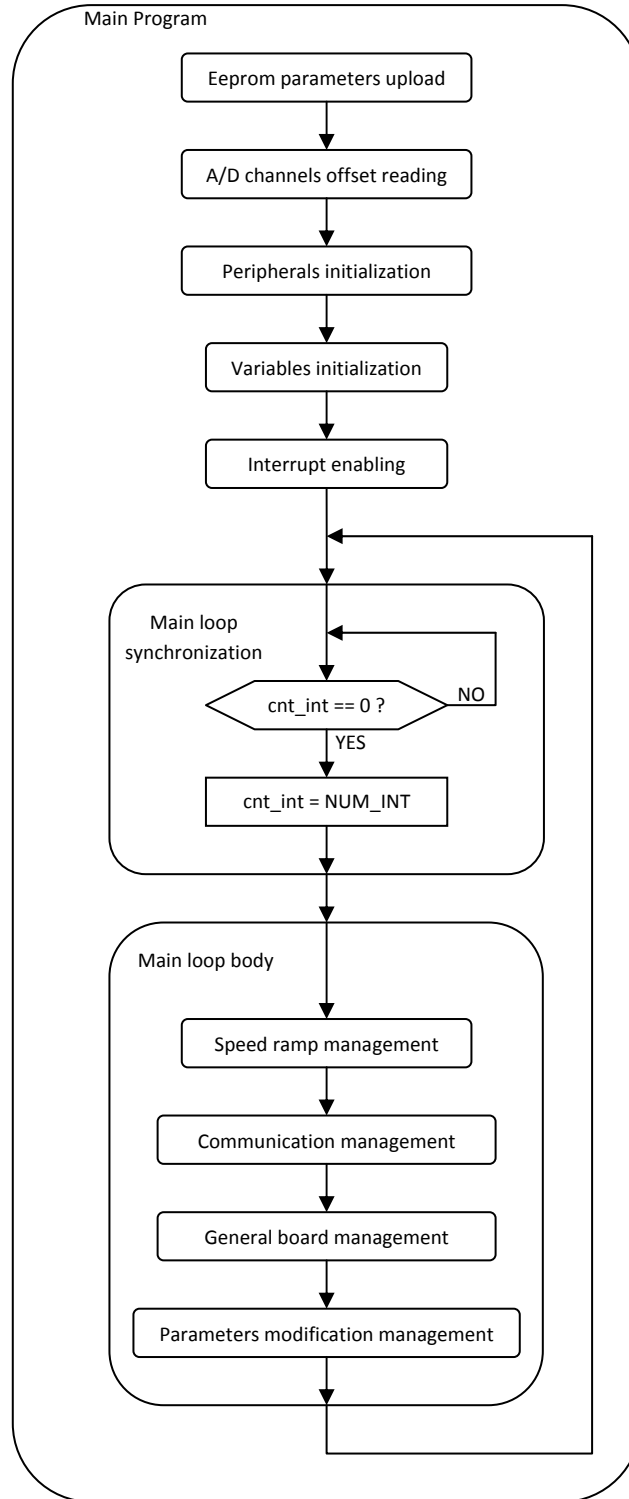 Main Program
Eeprom parameters upload
A/D channels offset reading
Peripherals initialization
Variables initialization
Interrupt enabling
Main loop
synchronization
cnt_int == 0 ?
NO
YES
cnt_int = NUM_INT
Main loop body
Speed ramp management
Communication management
General board management
Parameters modification management